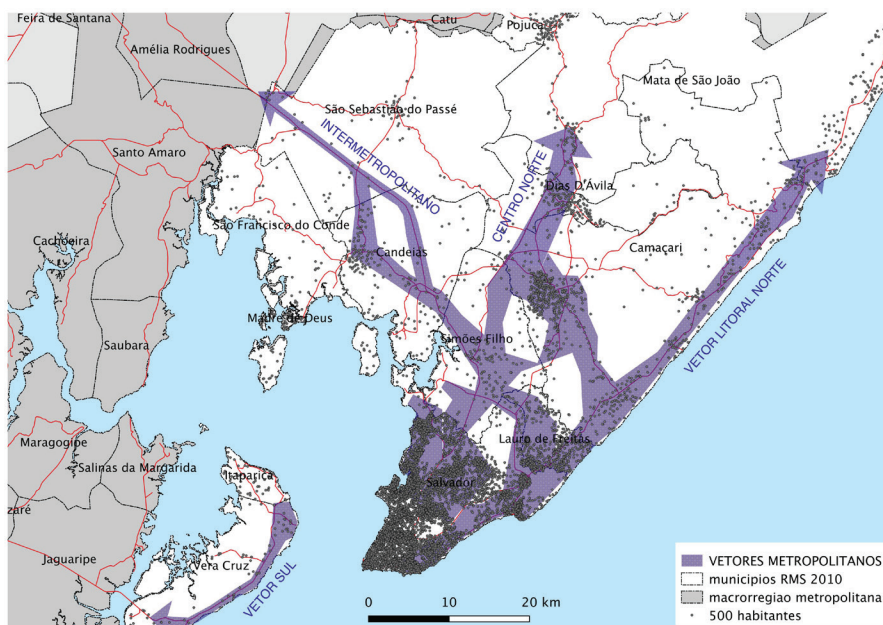 Feira de Santana
Catu
Pojuca
Amélia Rodrigues
Mata de São João
São Sebastião do Passé
INTERMETROPOLITANO
Santo Amaro
CENTRO NORTE
Dias D'Ávila
São Francisco do Conde
Cachoeira
Candeias
Camaçari
VETOR LITORAL NORTE
Madre de Deus
Simões Filho
Saubara
Maragogipe
Lauro de Freitas
Salinas da Margarida
Itaparica
Salvador
zaré
Jaguaripe
Vera Cruz
VETOR SUL
VETORES METROPOLITANOS
municipios RMS 2010
macrorregiao metropolitana
500 habitantes
0 10 20 km